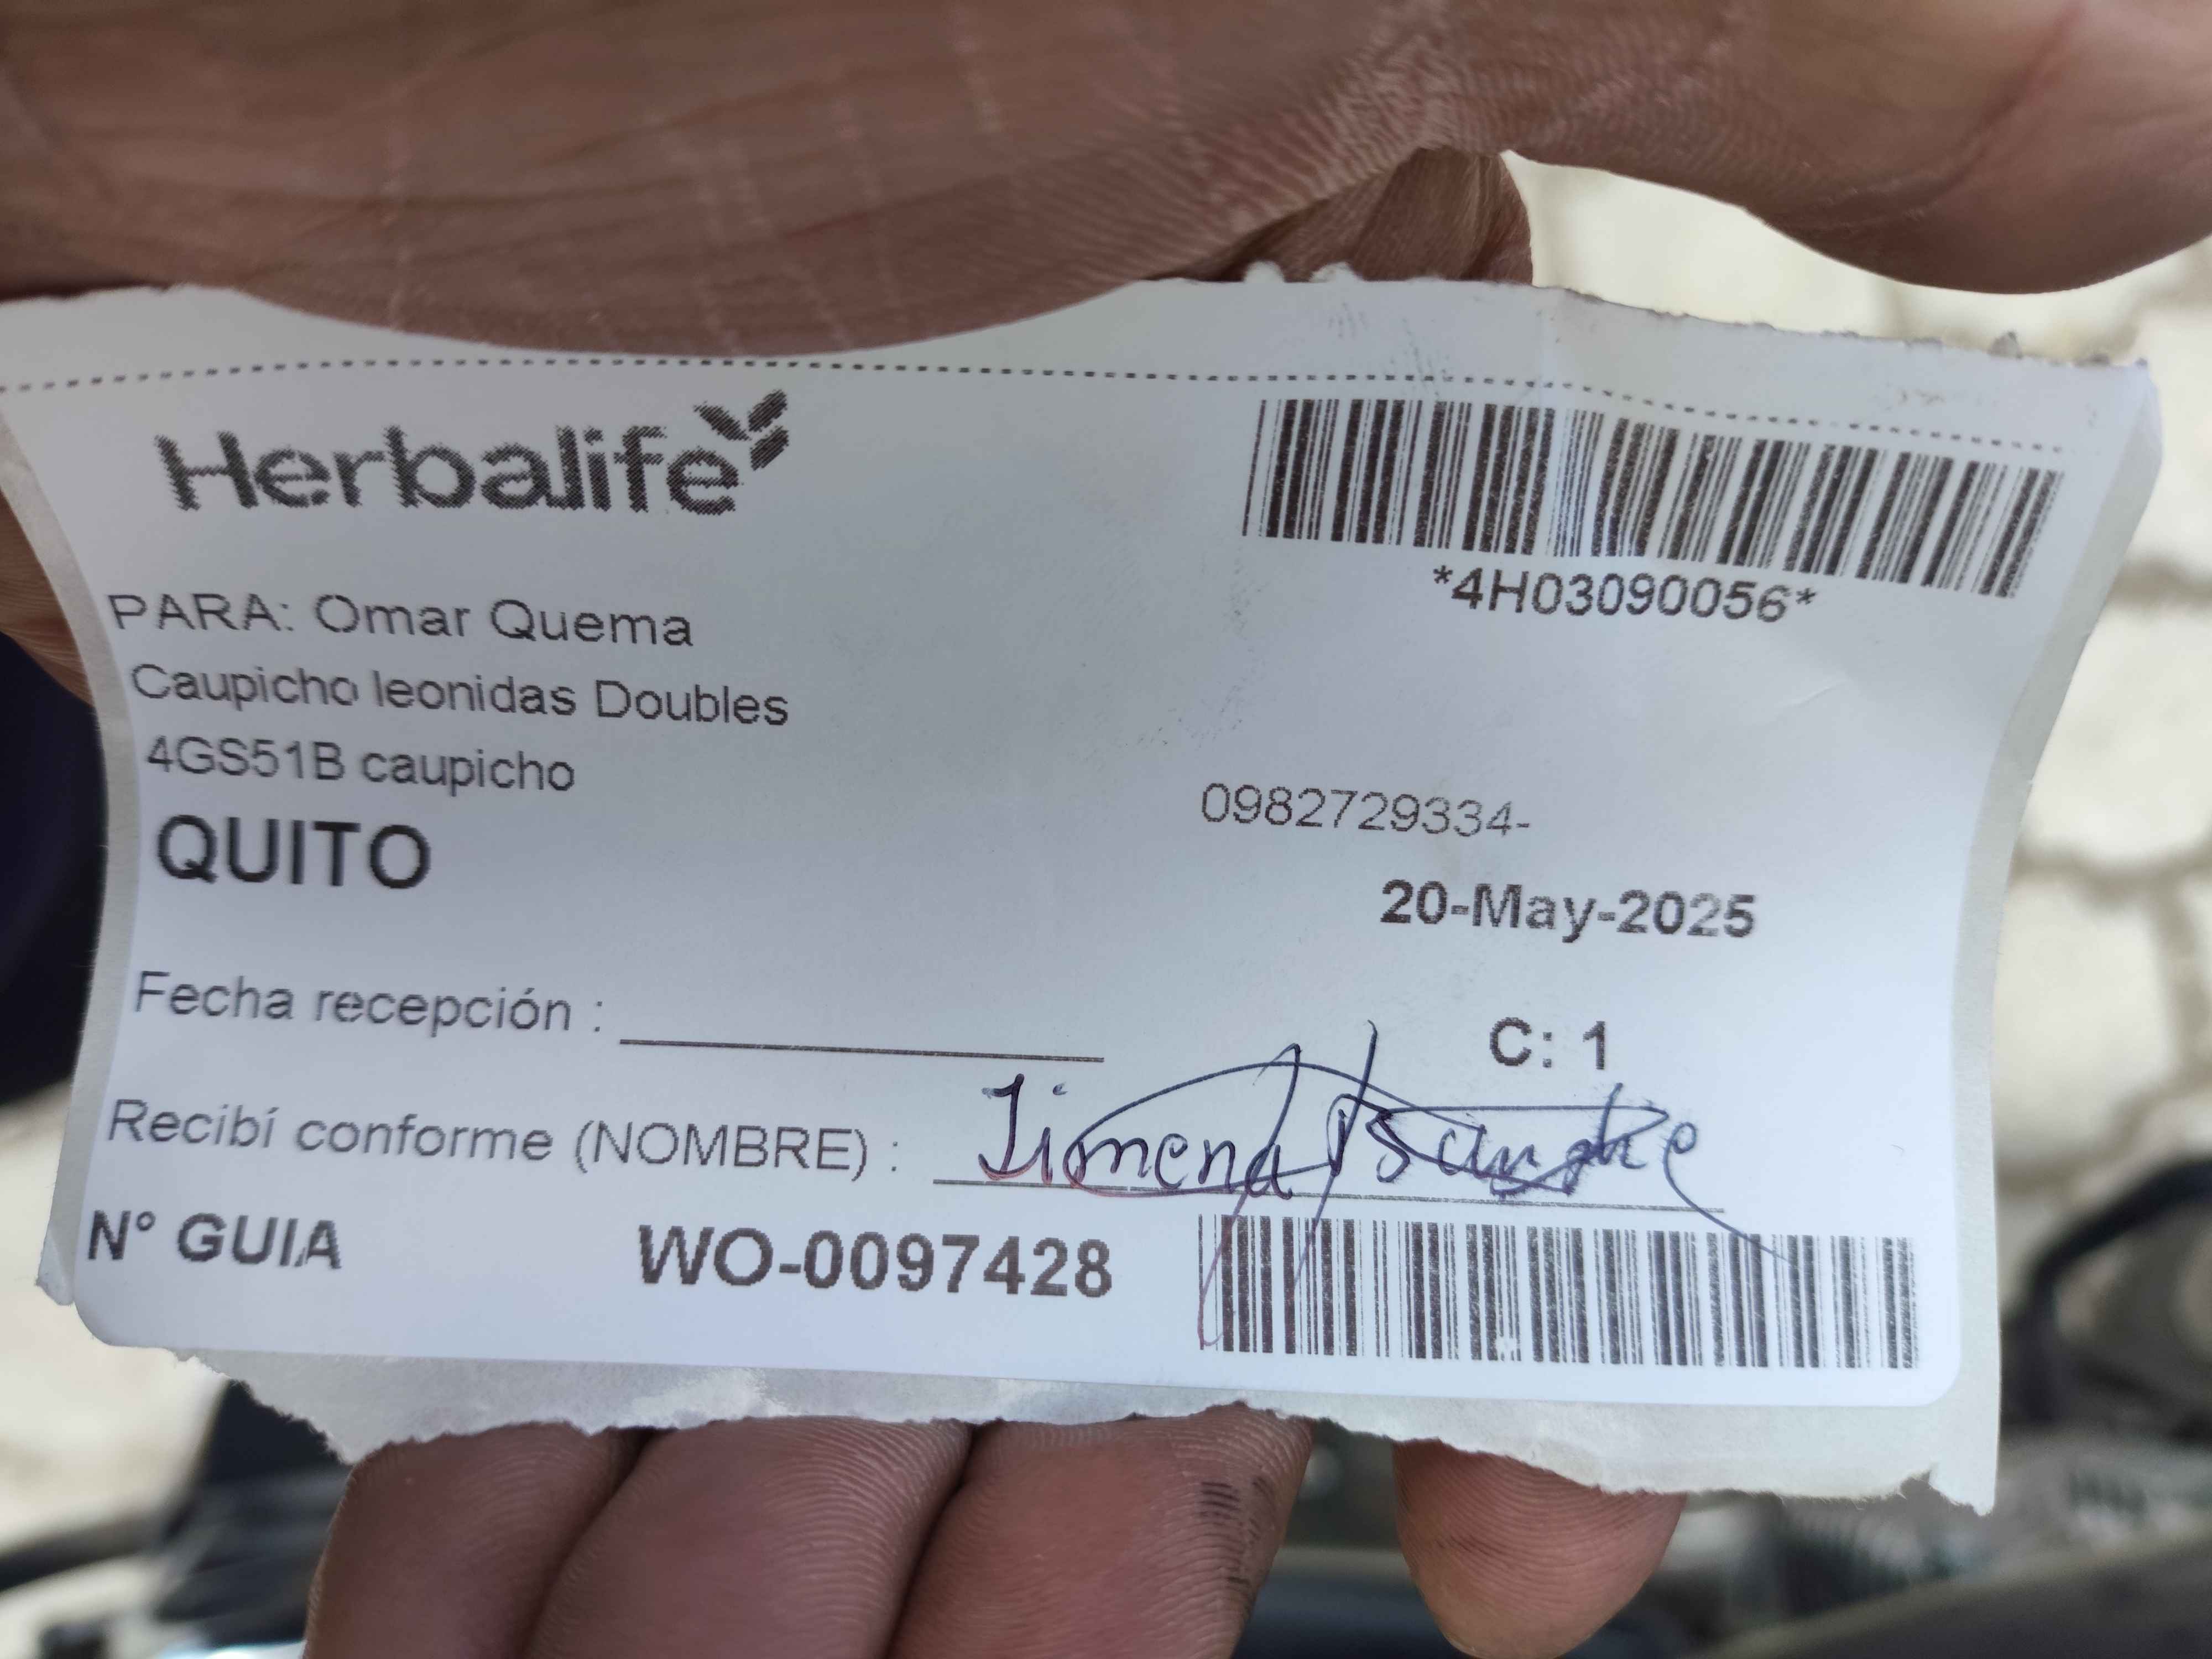 Herbalife
*4H03090056*
PARA: Omar Quema
Caupicho leonidas Doubles
4GS51B caupicho
0982729334-
QUITO
20-May-2025
Fecha recepción :
C: 1
Recibí conforme (NOMBRE) : Jimena
N° GUIA WO-0097428